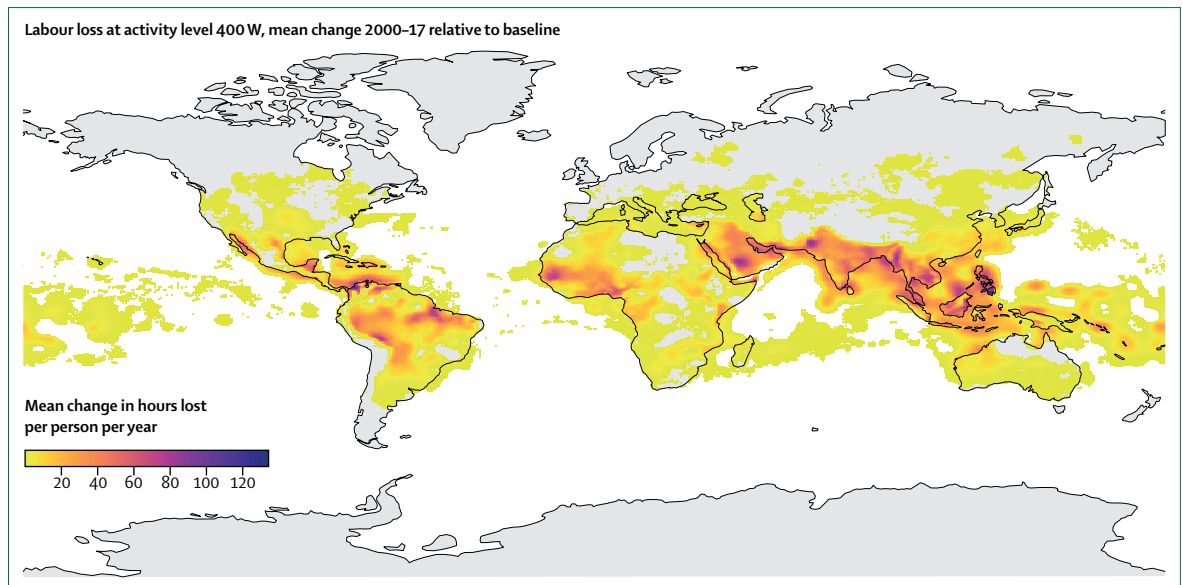 Labour loss at activity level 400 W, mean change 2000–17 relative to baseline
Mean change in hours lost
per person per year
20 40 60 80 100 120